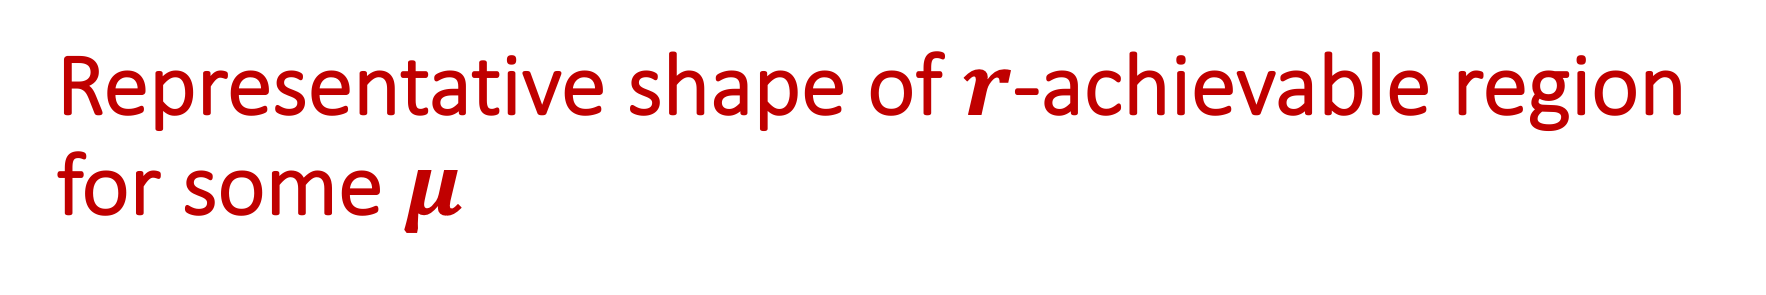 Representative shape of 𝒓-achievable region
for some 𝝁